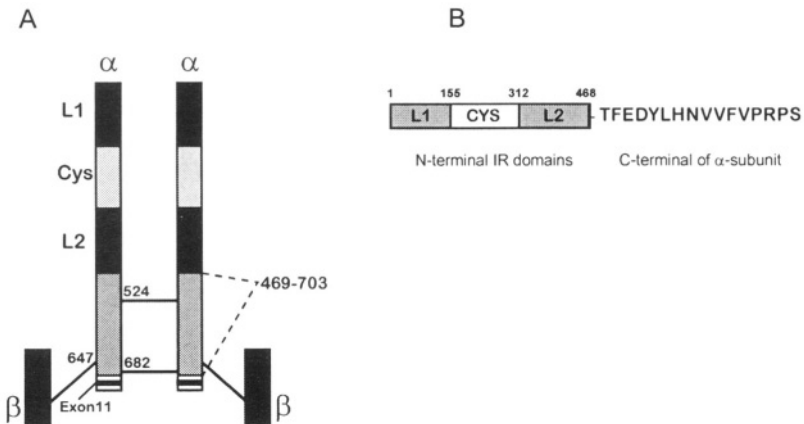 A
α α
L1
Cys
L2
524
469-703
647
682
Exon11
β β
B
1 155 312 468
L1 CYS L2 TFEDYLHNVVFVPRPS
N-terminal IR domains C-terminal of α-subunit